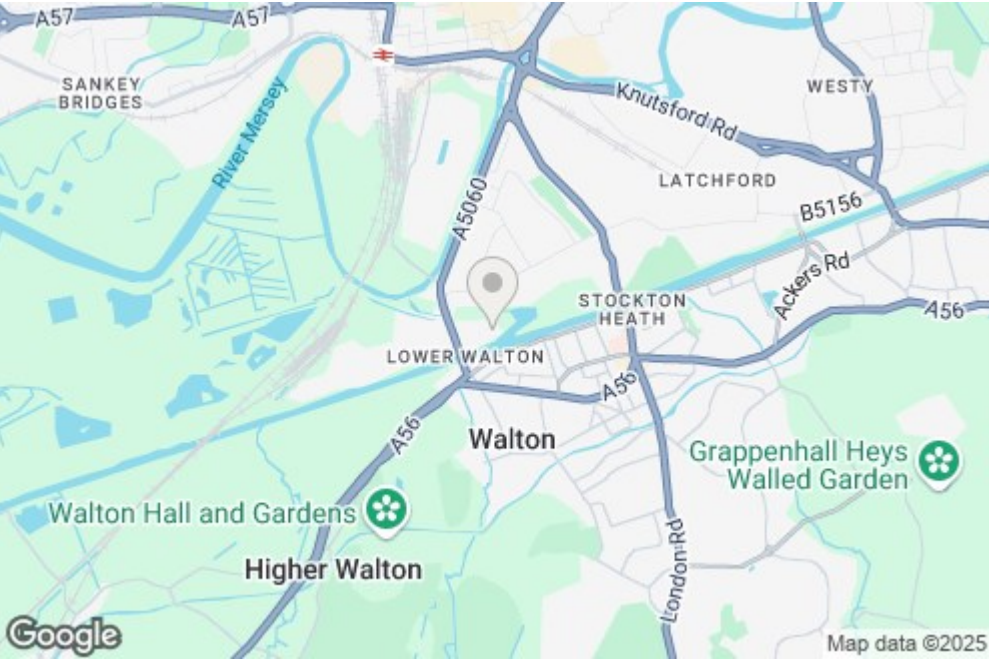 A57
A57
SANKEY
BRIDGES
River Mersey
WESTY
Knutsford Rd
LATCHFORD
A5060
B5156
Ackers Rd
STOCKTON
HEATH
A56
LOWER WALTON
A56
A56
Walton
Grappenhall Heys
Walled Garden
Walton Hall and Gardens
Higher Walton
London Rd
Google
Map data ©2025